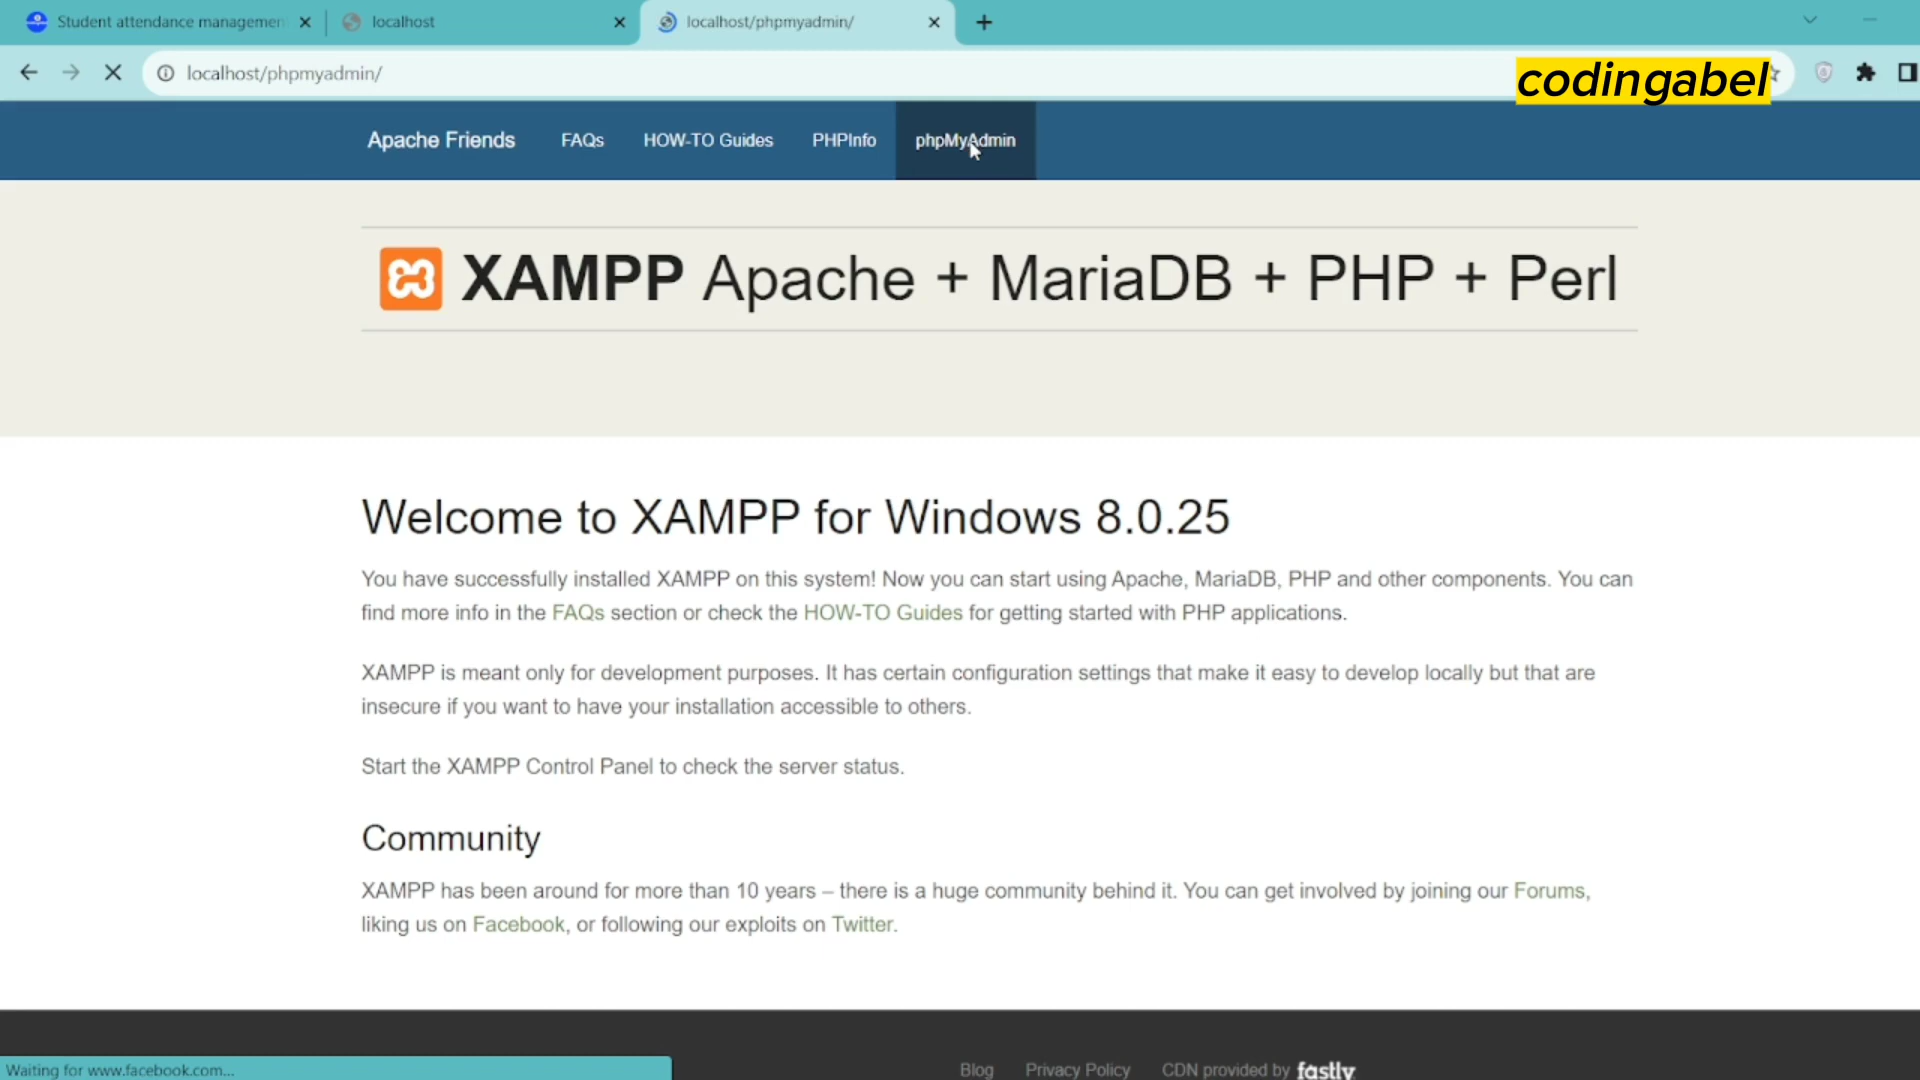 Student attendance managemen
localhost
localhost/phpmyadmin/
localhost/phpmyadmin/
codingabel
Apache Friends
FAQs
HOW-TO Guides
PHPInfo
phpMyAdmin
XAMPP Apache + MariaDB + PHP + Perl
Welcome to XAMPP for Windows 8.0.25
You have successfully installed XAMPP on this system! Now you can start using Apache, MariaDB, PHP and other components. You can
find more info in the FAQs section or check the HOW-TO Guides for getting started with PHP applications.
XAMPP is meant only for development purposes. It has certain configuration settings that make it easy to develop locally but that are
insecure if you want to have your installation accessible to others.
Start the XAMPP Control Panel to check the server status.
Community
XAMPP has been around for more than 10 years – there is a huge community behind it. You can get involved by joining our Forums,
liking us on Facebook, or following our exploits on Twitter.
Waiting for www.facebook.com...
Blog
Privacy Policy
CDN provided by fastly